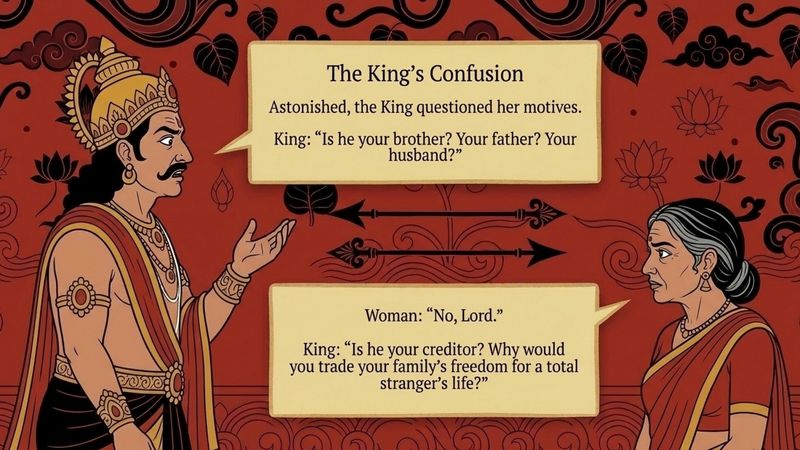 The King’s Confusion
Astonished, the King questioned her motives.
King: “Is he your brother? Your father? Your
husband?”
Woman: “No, Lord.”
King: “Is he your creditor? Why would
you trade your family’s freedom for a total
stranger’s life?”